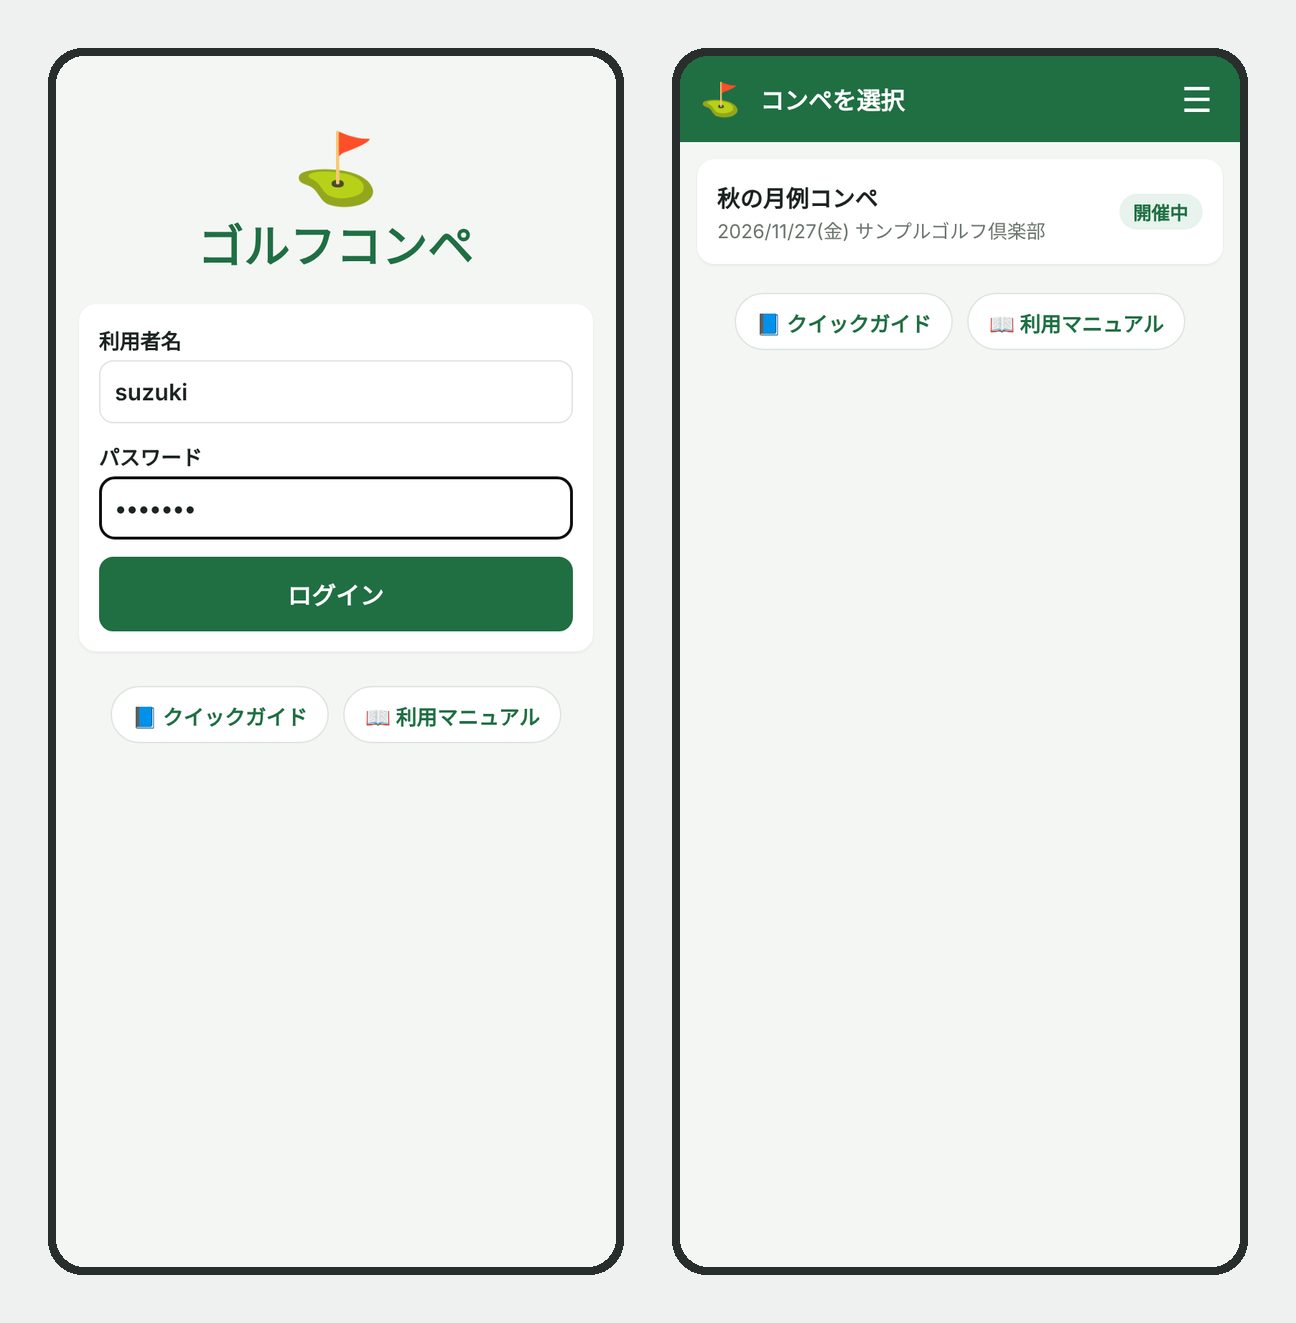 ゴルフコンペ
利用者名
suzuki
パスワード
•••••••
ログイン
📘 クイックガイド
📖 利用マニュアル
コンペを選択
☰
秋の月例コンペ
2026/11/27(金) サンプルゴルフ倶楽部
開催中
📘 クイックガイド
📖 利用マニュアル